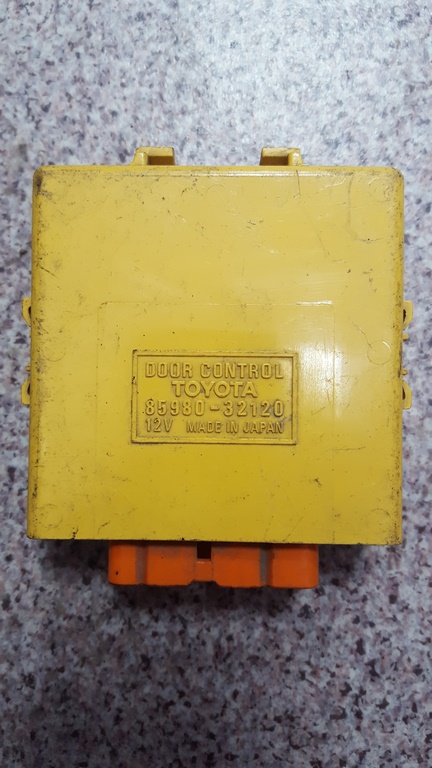 DOOR CONTROL
TOYOTA
85980-32120
12V MADE IN JAPAN